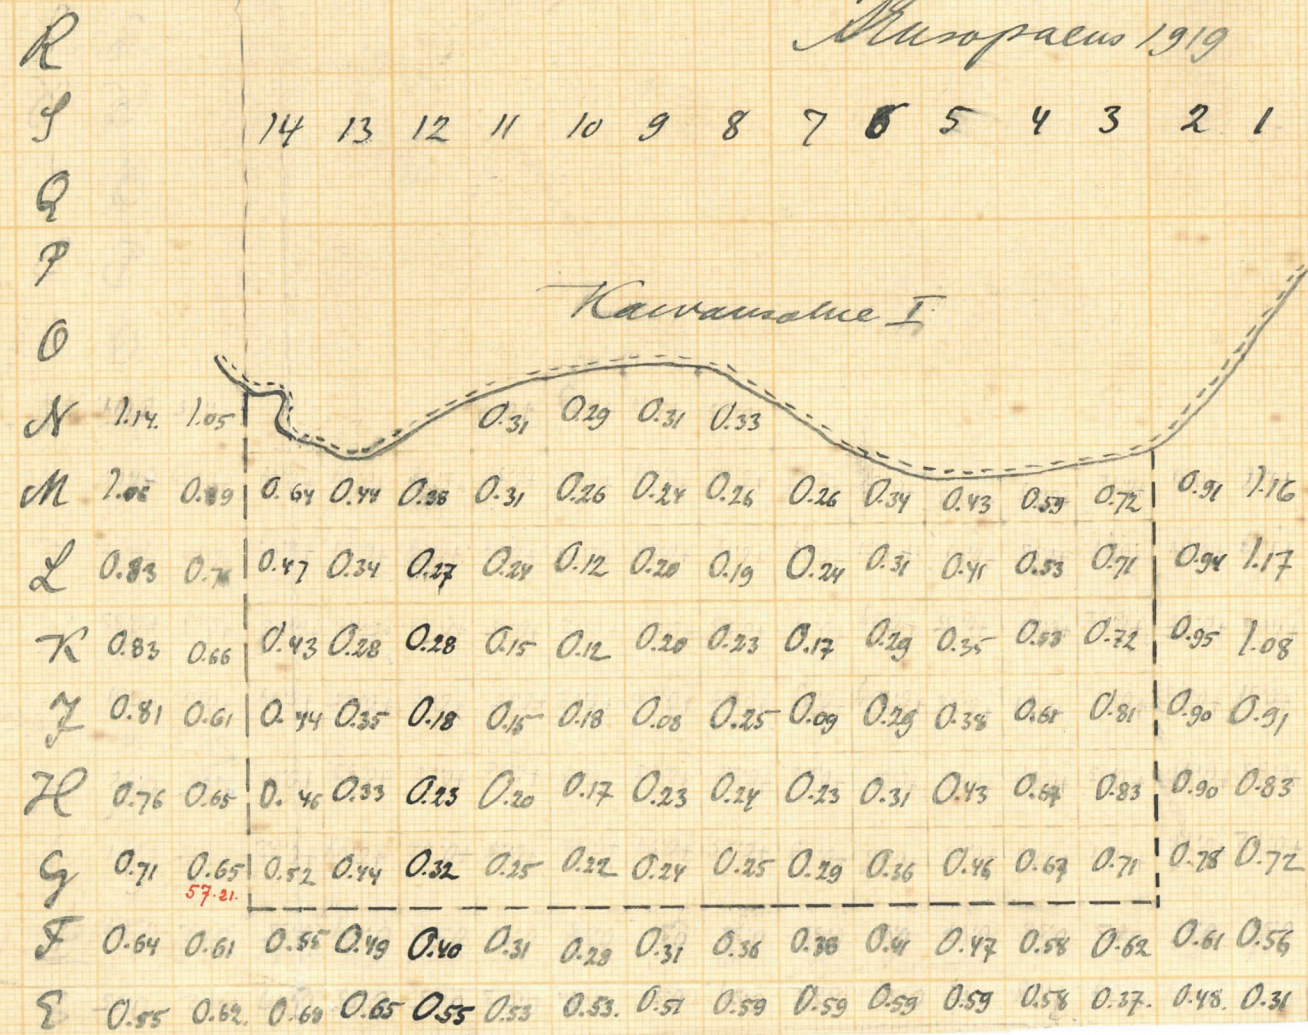 R
1919
S 14 13 12 11 10 9 8 7 6 5 4 3 2 1
Q
P
I
O
N 1.14. 1.05 0.31 0.29 0.31 0.33
M 0.64 0.44 0.31 0.26 0.24 0.26 0.26 0.34 0.43 0.59 0.72 0.91 1.16
L 0.83 0.47 0.34 0.27 0.24 0.12 0.20 0.19 0.24 0.31 0.41 0.53 0.71 0.94 1.17
K 0.83 0.66 0.43 0.28 0.28 0.15 0.12 0.20 0.23 0.17 0.29 0.35 0.72 0.95 1.08
J 0.81 0.61 0.44 0.35 0.18 0.15 0.18 0.08 0.25 0.09 0.29 0.38 0.81 0.90 0.91
H 0.76 0.65 0.46 0.33 0.23 0.20 0.17 0.23 0.24 0.23 0.31 0.43 0.83 0.90 0.83
G 0.71 0.65 0.52 0.44 0.32 0.25 0.22 0.24 0.25 0.29 0.36 0.46 0.71 0.78 0.72
57.21.
F 0.64 0.61 0.55 0.49 0.40 0.31 0.29 0.31 0.36 0.38 0.41 0.47 0.58 0.62 0.61 0.56
E 0.55 0.62. 0.65 0.55 0.53 0.53. 0.51 0.59 0.59 0.59 0.59 0.58 0.37. 0.48. 0.31